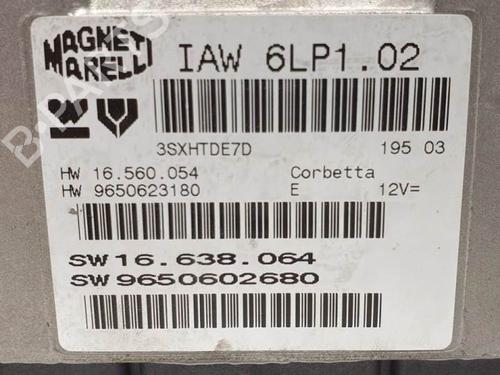 MAGNETI
MARELLI
IAW 6LP1.02
3SXHTDE7D 195 03
HW 16.560.054 Corbetta
HW 9650623180 E 12V=
SW 16.638.064
SW 9650602680
B-PARTS